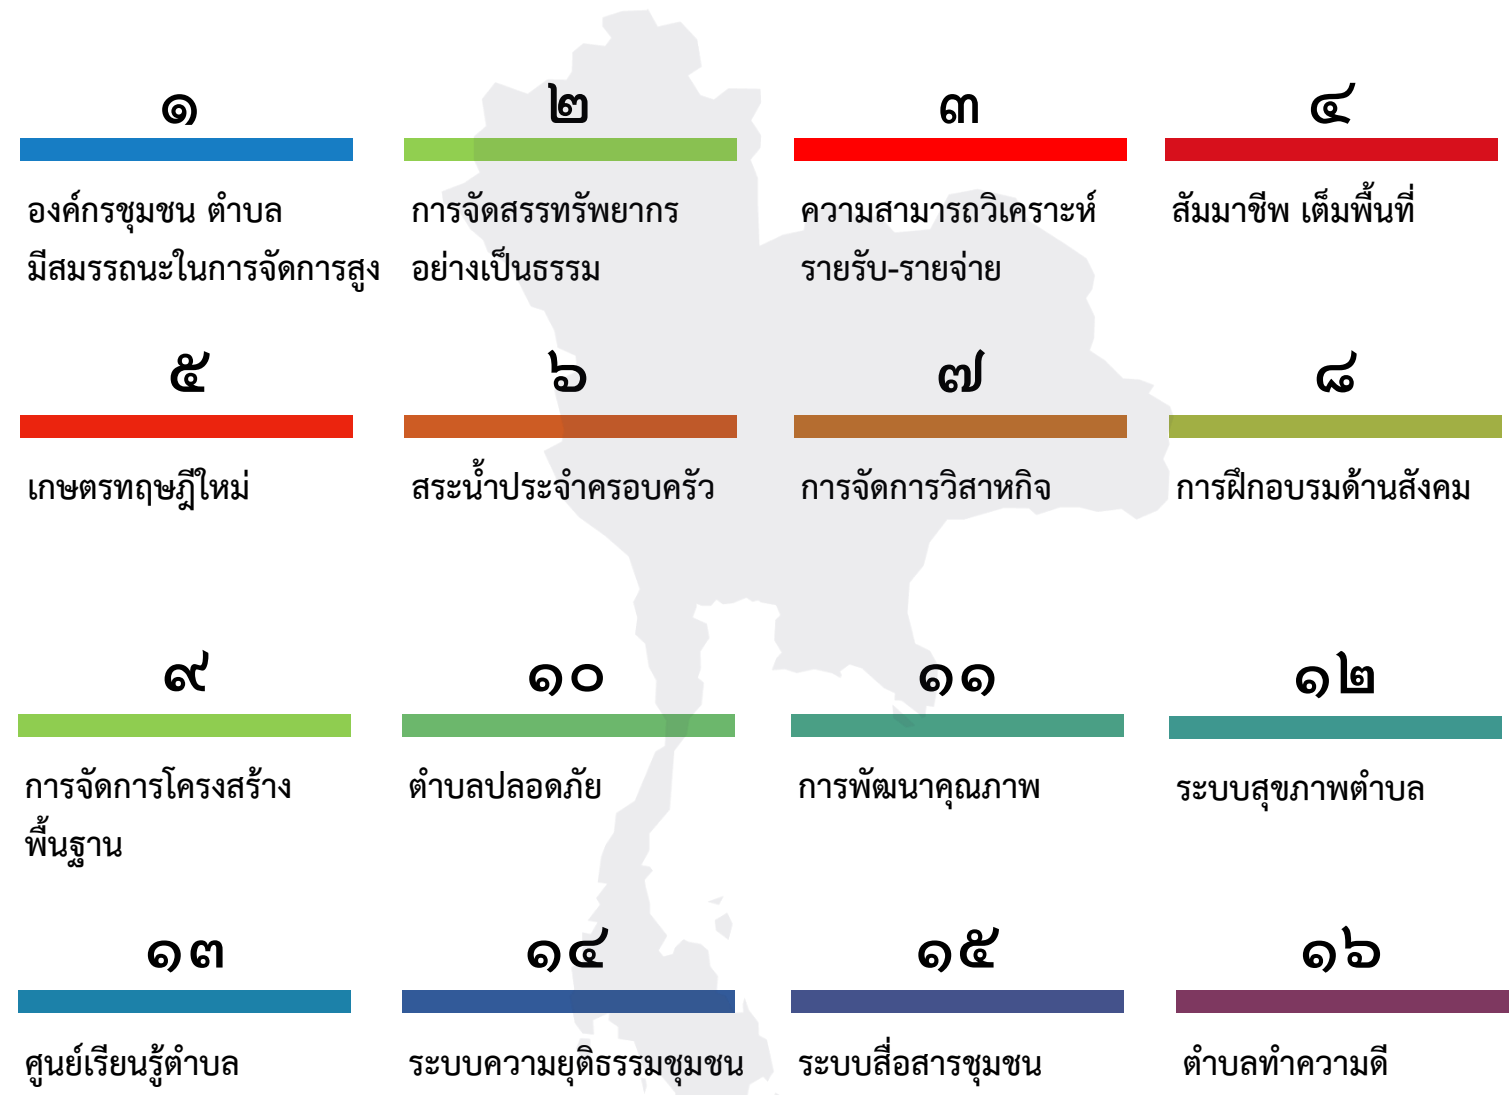 ๑
องค์กรชุมชน ตำบล
มีสมรรถนะในการจัดการสูง
๒
การจัดสรรทรัพยากร
อย่างเป็นธรรม
๓
ความสามารถวิเคราะห์
รายรับ-รายจ่าย
๔
สัมมาชีพ เต็มพื้นที่
๕
เกษตรทฤษฎีใหม่
๖
สระน้ำประจำครอบครัว
๗
การจัดการวิสาหกิจ
๘
การฝึกอบรมด้านสังคม
๙
การจัดการโครงสร้าง
พื้นฐาน
๑๐
ตำบลปลอดภัย
๑๑
การพัฒนาคุณภาพ
๑๒
ระบบสุขภาพตำบล
๑๓
ศูนย์เรียนรู้ตำบล
๑๔
ระบบความยุติธรรมชุมชน
๑๕
ระบบสื่อสารชุมชน
๑๖
ตำบลทำความดี